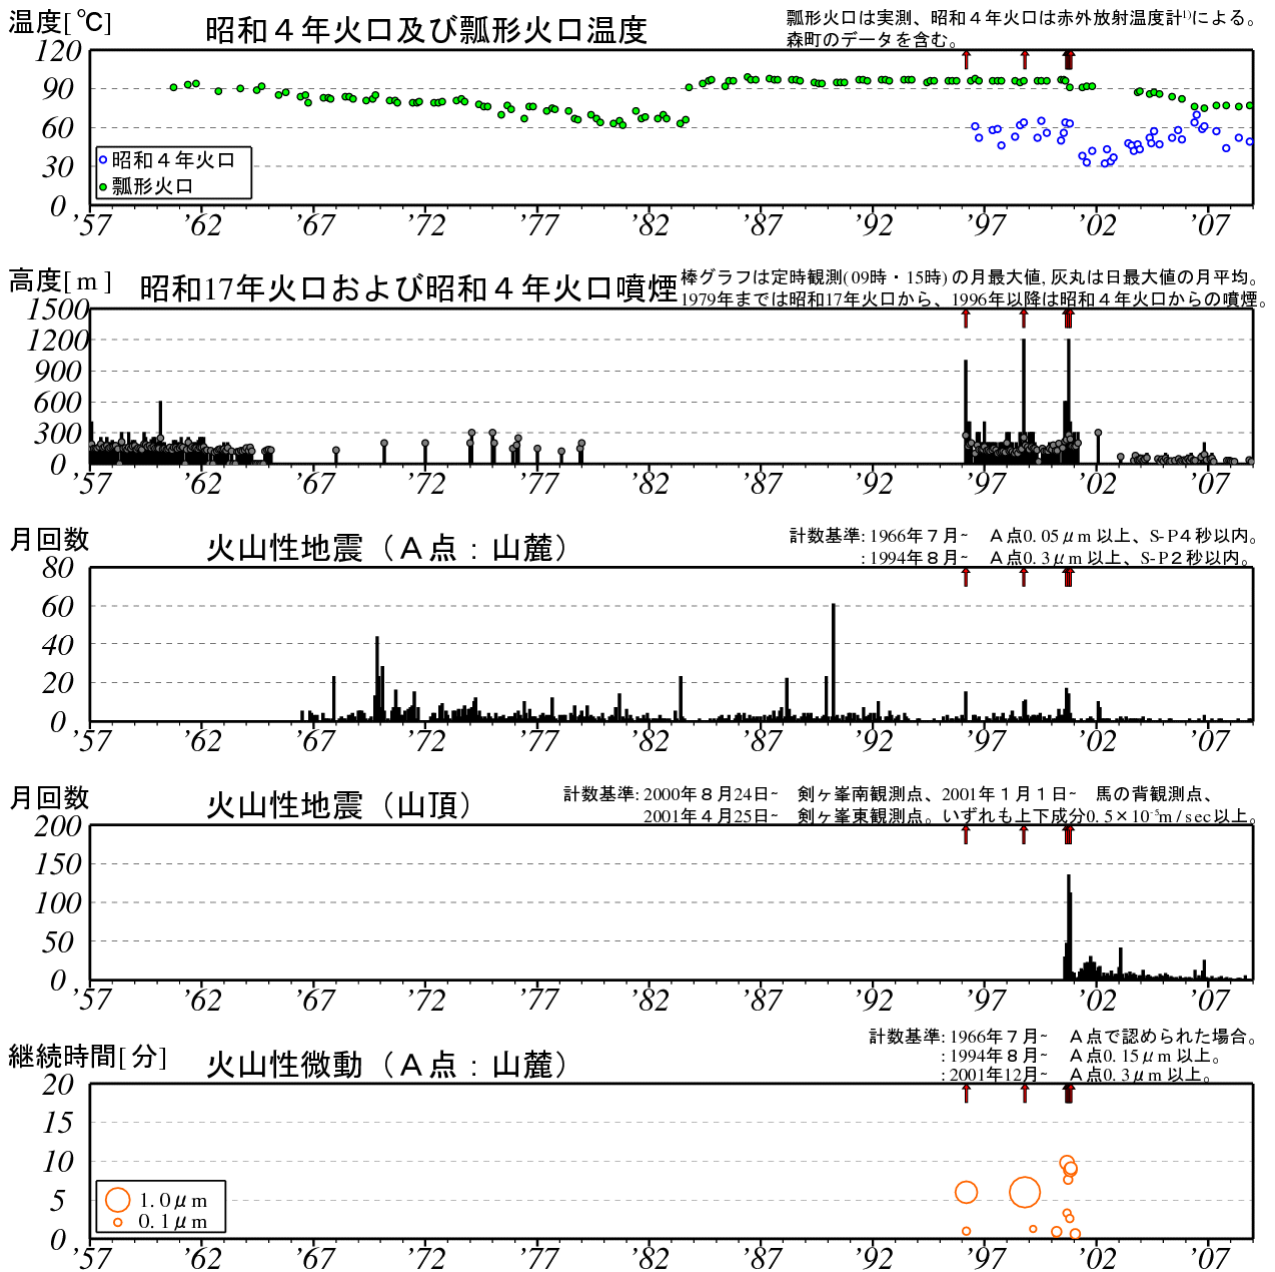 温度[℃]
昭和４年火口及び瓢形火口温度
瓢形火口は実測、昭和４年火口は赤外放射温度計¹⁾による。
森町のデータを含む。
120
90
60
30
0
昭和４年火口
瓢形火口
'57 '62 '67 '72 '77 '82 '87 '92 '97 '02 '07
高度[m]
昭和17年火口および昭和４年火口噴煙
棒グラフは定時観測(09時・15時)の月最大値,灰丸は日最大値の月平均。
1979年までは昭和17年火口から、1996年以降は昭和４年火口からの噴煙。
1500
1200
900
600
300
0
'57 '62 '67 '72 '77 '82 '87 '92 '97 '02 '07
月回数
火山性地震（Ａ点：山麓）
計数基準:1966年７月~ Ａ点0.05μm以上、S-P４秒以内。
:1994年８月~ Ａ点0.3μm以上、S-P２秒以内。
80
60
40
20
0
'57 '62 '67 '72 '77 '82 '87 '92 '97 '02 '07
月回数
火山性地震（山頂）
計数基準:2000年８月24日~ 剣ヶ峯南観測点、2001年１月１日~ 馬の背観測点、
2001年４月25日~ 剣ヶ峯東観測点。いずれも上下成分0.5×10⁻⁵m/sec以上。
200
150
100
50
0
'57 '62 '67 '72 '77 '82 '87 '92 '97 '02 '07
継続時間[分]
火山性微動（Ａ点：山麓）
計数基準:1966年７月~ Ａ点で認められた場合。
:1994年８月~ Ａ点0.15μm以上。
:2001年12月~ Ａ点0.3μm以上。
20
15
10
5
0
1.0μm
0.1μm
'57 '62 '67 '72 '77 '82 '87 '92 '97 '02 '07